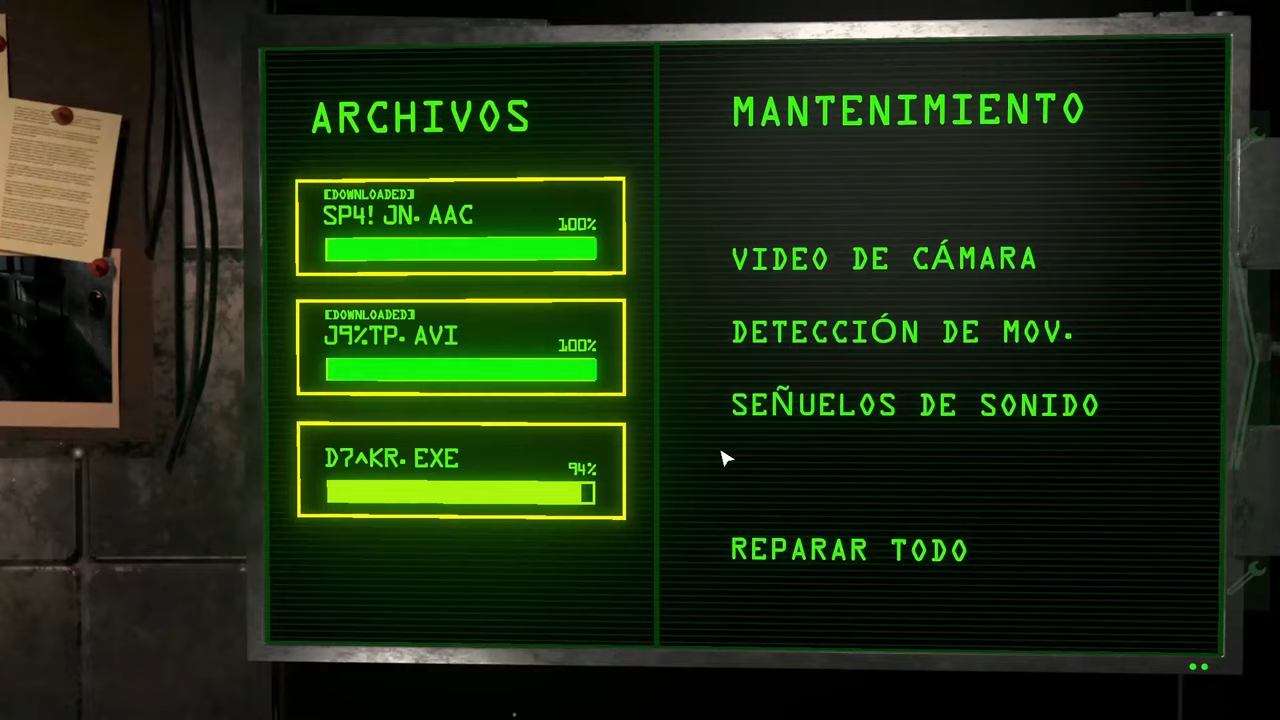 ARCHIVOS
[DOWNLOADED]
SP4! JN. AAC
100%
[DOWNLOADED]
J9%TP. AVI
100%
D7^KR. EXE
94%
MANTENIMIENTO
VIDEO DE CÁMARA
DETECCIÓN DE MOV.
SEÑUELOS DE SONIDO
REPARAR TODO